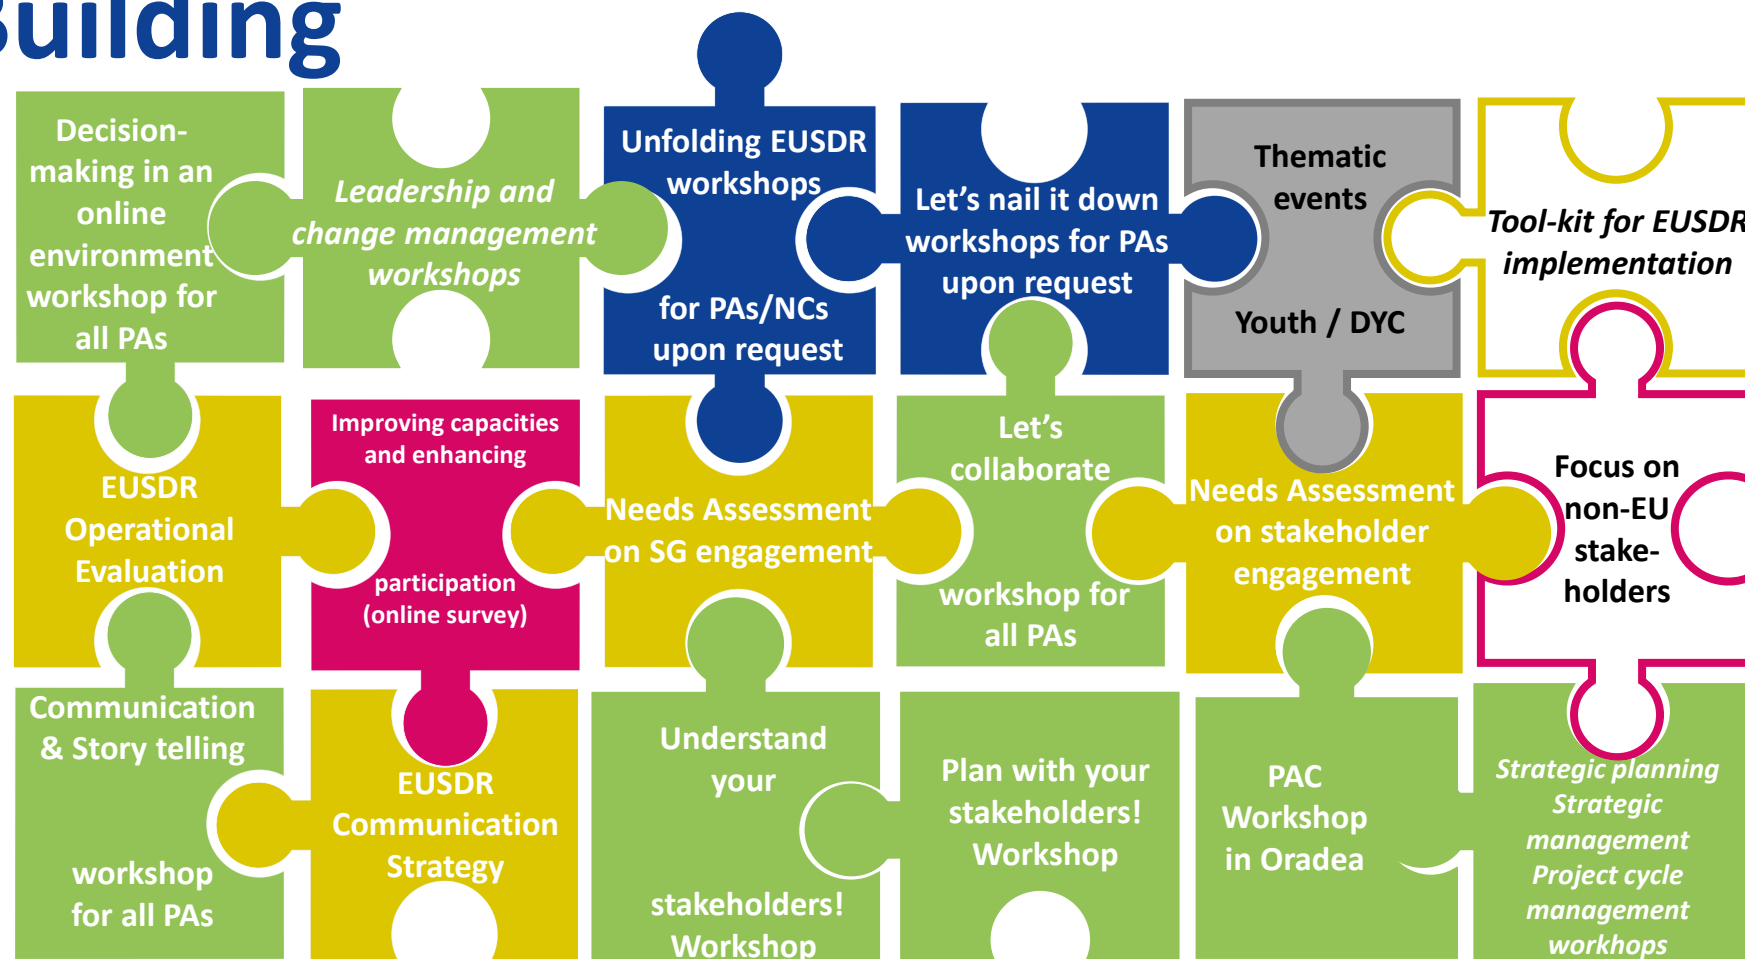 Building
Decision-
making in an
online
environment
workshop for
all PAs
Leadership and
change management
workshops
Unfolding EUSDR
workshops
for PAs/NCs
upon request
Let's nail it down
workshops for PAs
upon request
Thematic
events
Youth / DYC
Tool-kit for EUSDR
implementation
EUSDR
Operational
Evaluation
Improving capacities
and enhancing
participation
(online survey)
Needs Assessment
on SG engagement
Let's
collaborate
workshop for
all PAs
Needs Assessment
on stakeholder
engagement
Focus on
non-EU
stake-
holders
Communication
& Story telling
workshop
for all PAs
EUSDR
Communication
Strategy
Understand
your
stakeholders!
Workshop
Plan with your
stakeholders!
Workshop
PAC
Workshop
in Oradea
Strategic planning
Strategic
management
Project cycle
management
workhops